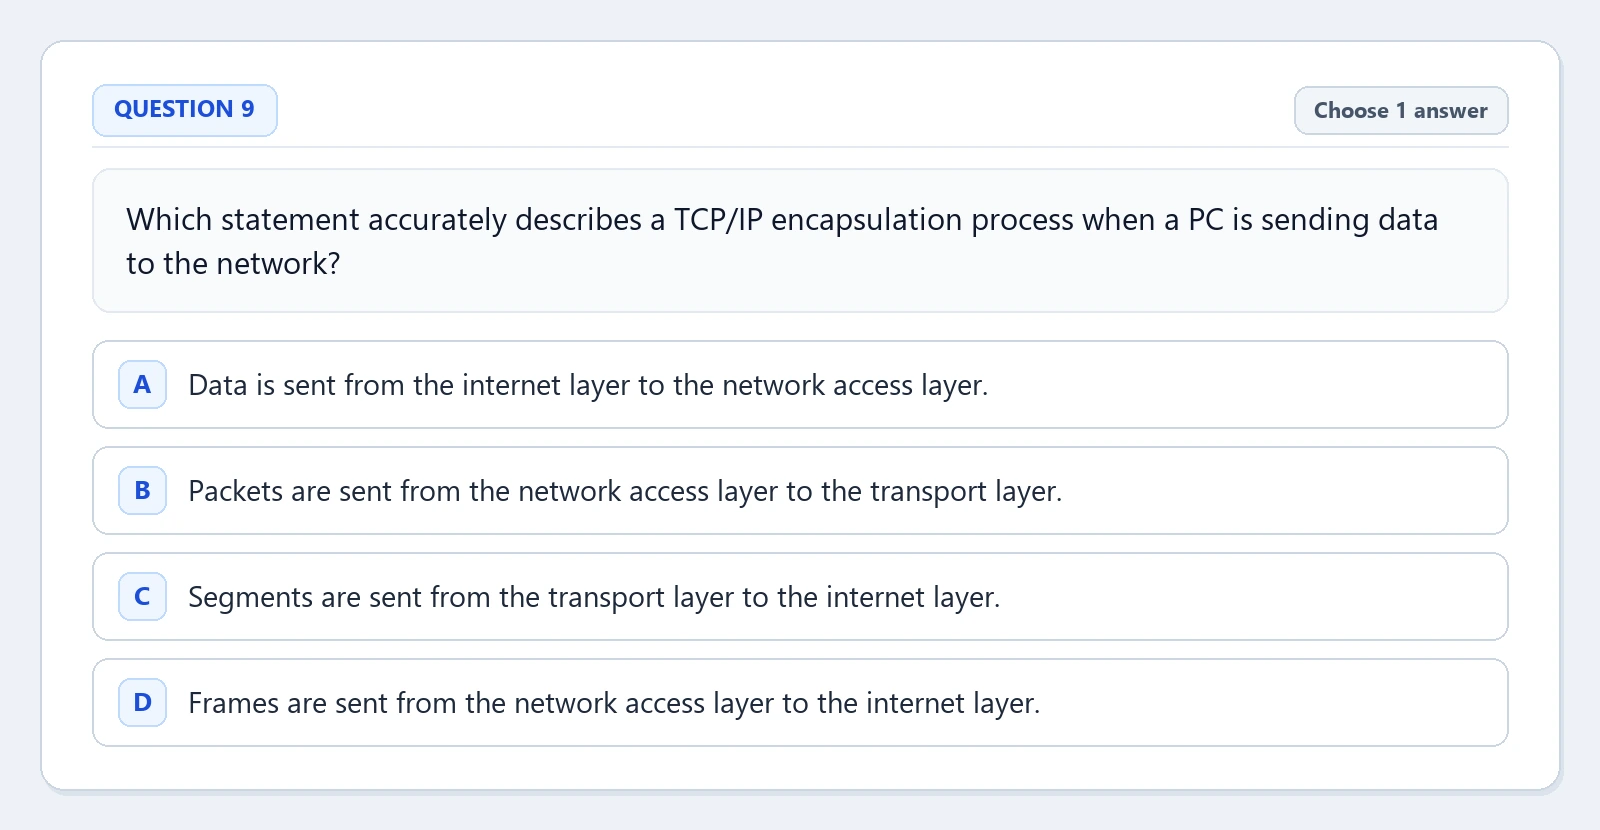 QUESTION 9
Choose 1 answer
Which statement accurately describes a TCP/IP encapsulation process when a PC is sending data
to the network?
A Data is sent from the internet layer to the network access layer.
B Packets are sent from the network access layer to the transport layer.
C Segments are sent from the transport layer to the internet layer.
D Frames are sent from the network access layer to the internet layer.